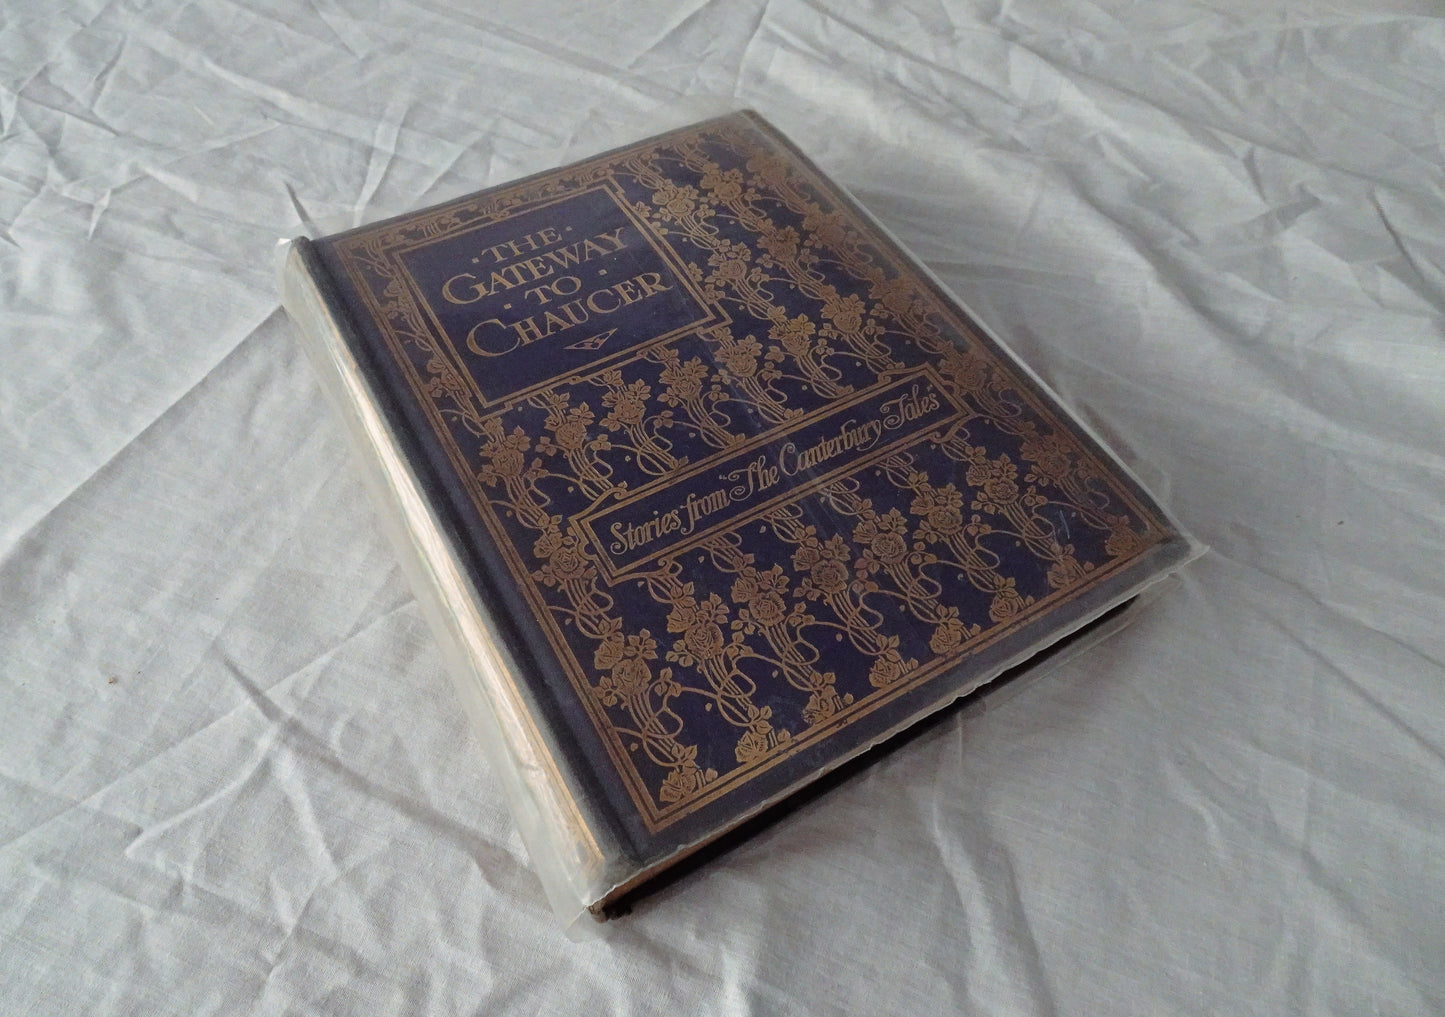 THE
GATEWAY
TO
CHAUCER
Stories from "The Canterbury Tales"